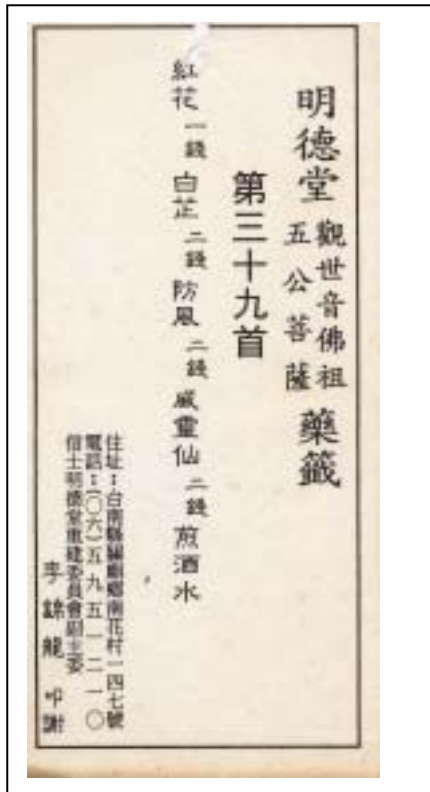 明德堂 觀世音佛祖 五公菩薩 藥籤
第三十九首
紅花一錢 白芷二錢 防風二錢 威靈仙二錢 煎酒水
住址：台南縣關廟鄉南花村一四七號
電話：(〇六)五九五一二一〇
信士明德堂重建委員會副主委
李錦龍 叩謝